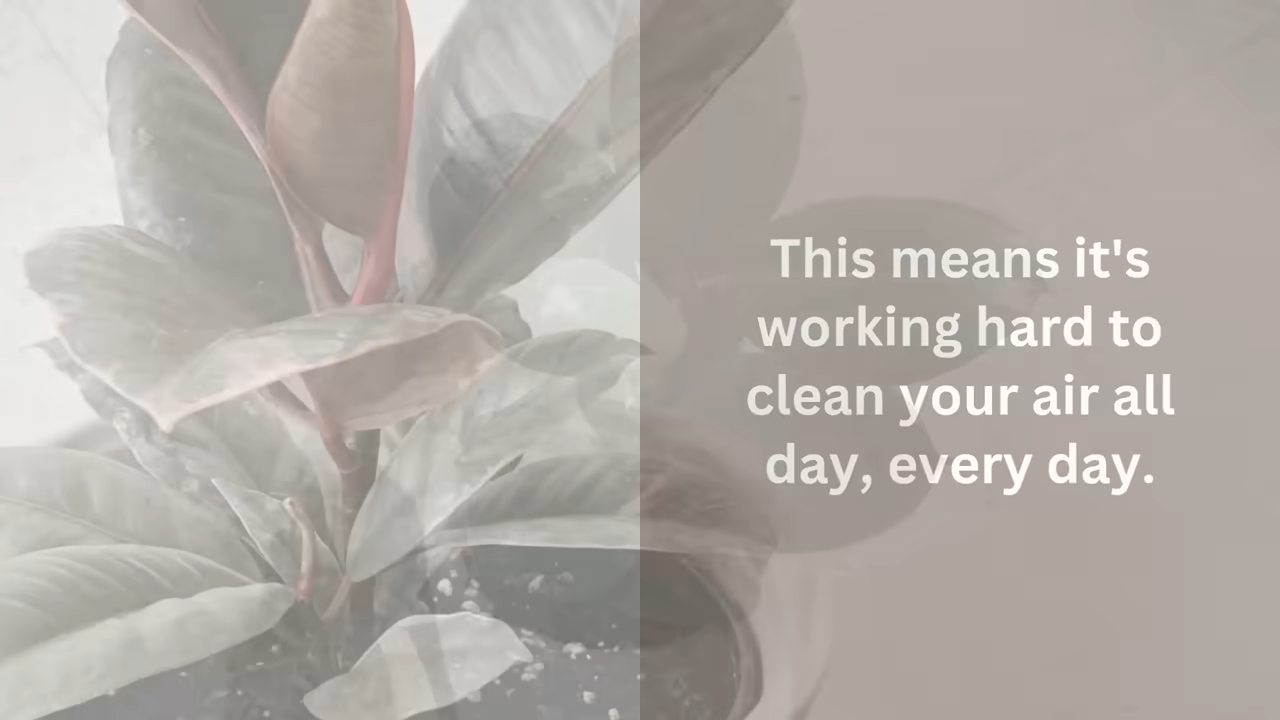 This means it's
working hard to
clean your air all
day, every day.